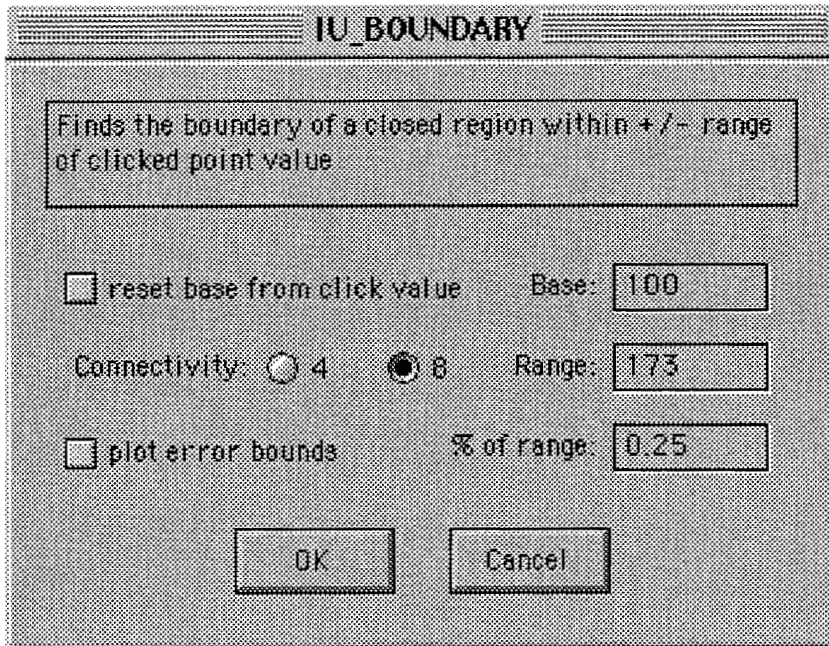 IU_BOUNDARY
Finds the boundary of a closed region within +/- range
of clicked point value
reset base from click value Base: 100
Connectivity: 4 8 Range: 173
plot error bounds % of range: 0.25
OK Cancel